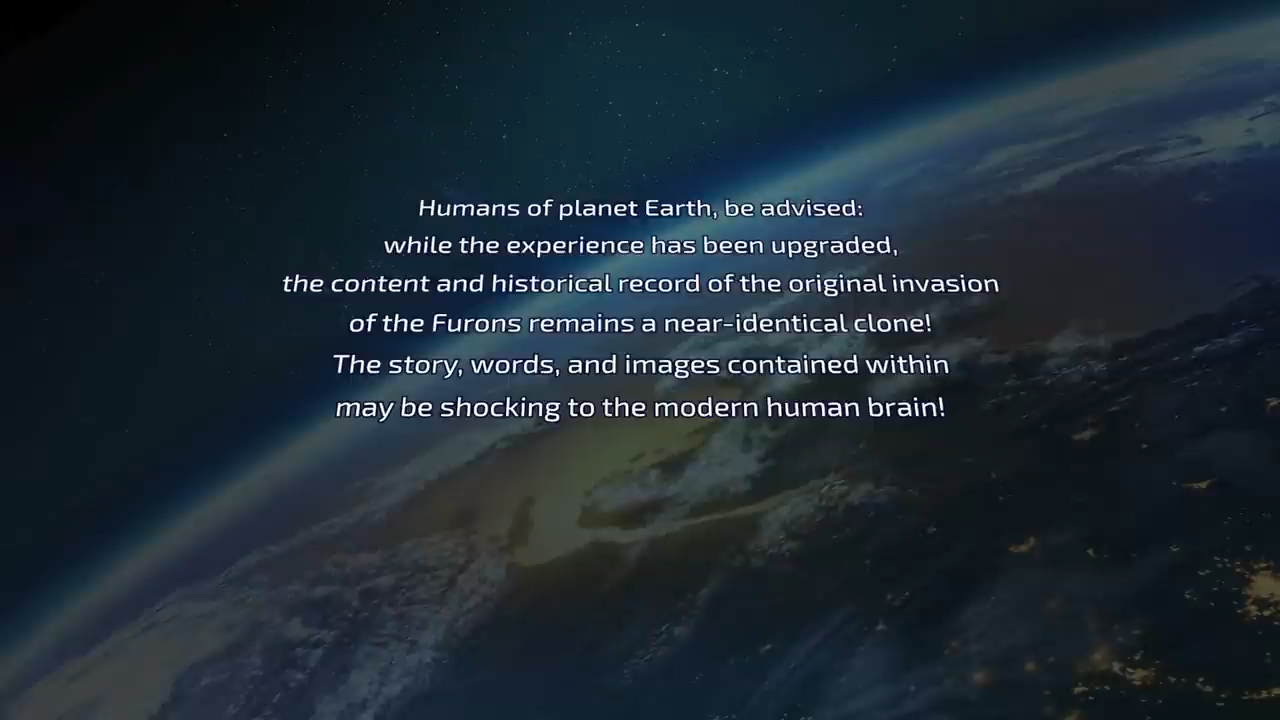 Humans of planet Earth, be advised:
while the experience has been upgraded,
the content and historical record of the original invasion
of the Furons remains a near-identical clone!
The story, words, and images contained within
may be shocking to the modern human brain!